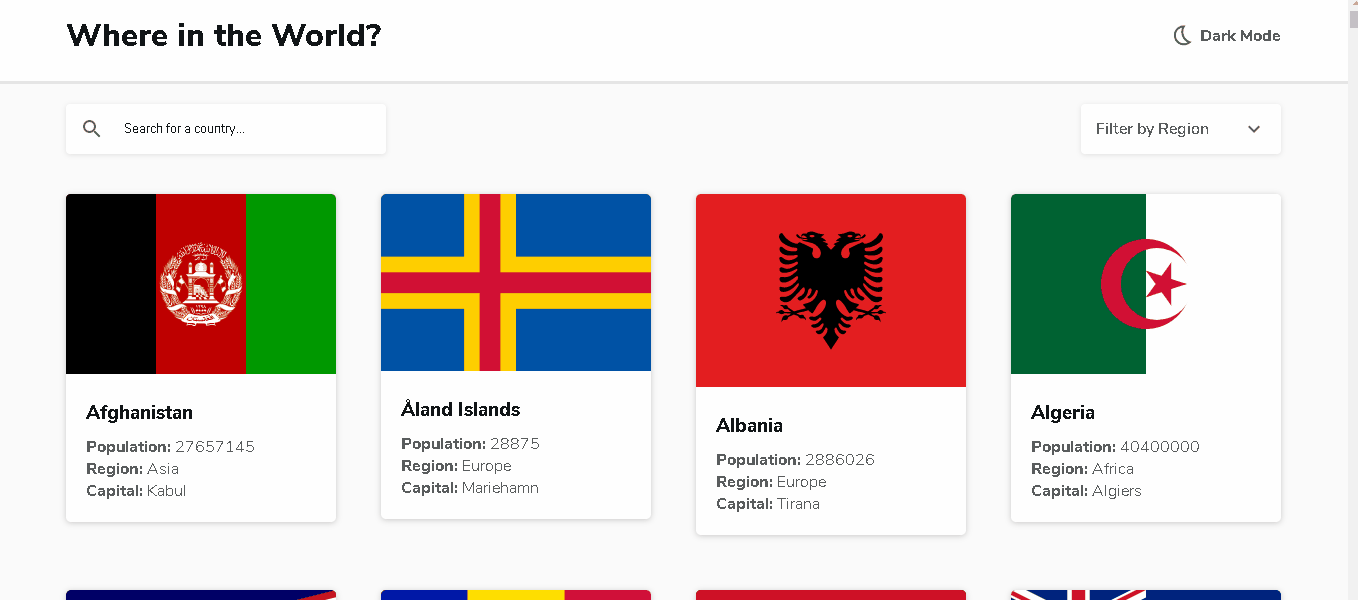 Where in the World?
Dark Mode
Search for a country...
Filter by Region
Afghanistan
Population: 27657145
Region: Asia
Capital: Kabul
Åland Islands
Population: 28875
Region: Europe
Capital: Mariehamn
Albania
Population: 2886026
Region: Europe
Capital: Tirana
Algeria
Population: 40400000
Region: Africa
Capital: Algiers